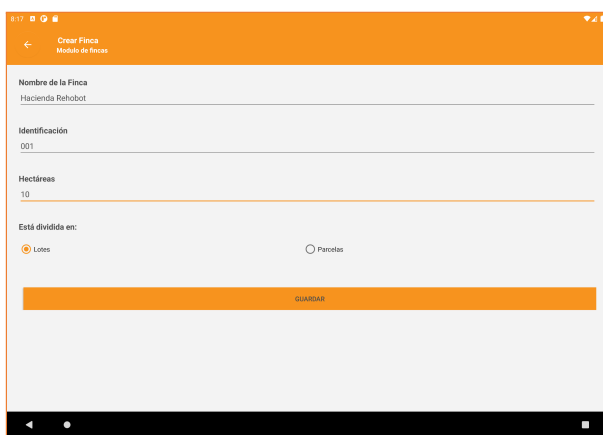 8:17
Crear Finca
Modulo de fincas
Nombre de la Finca
Hacienda Rehobot
Identificación
001
Hectáreas
10
Está dividida en:
Lotes
Parcelas
GUARDAR